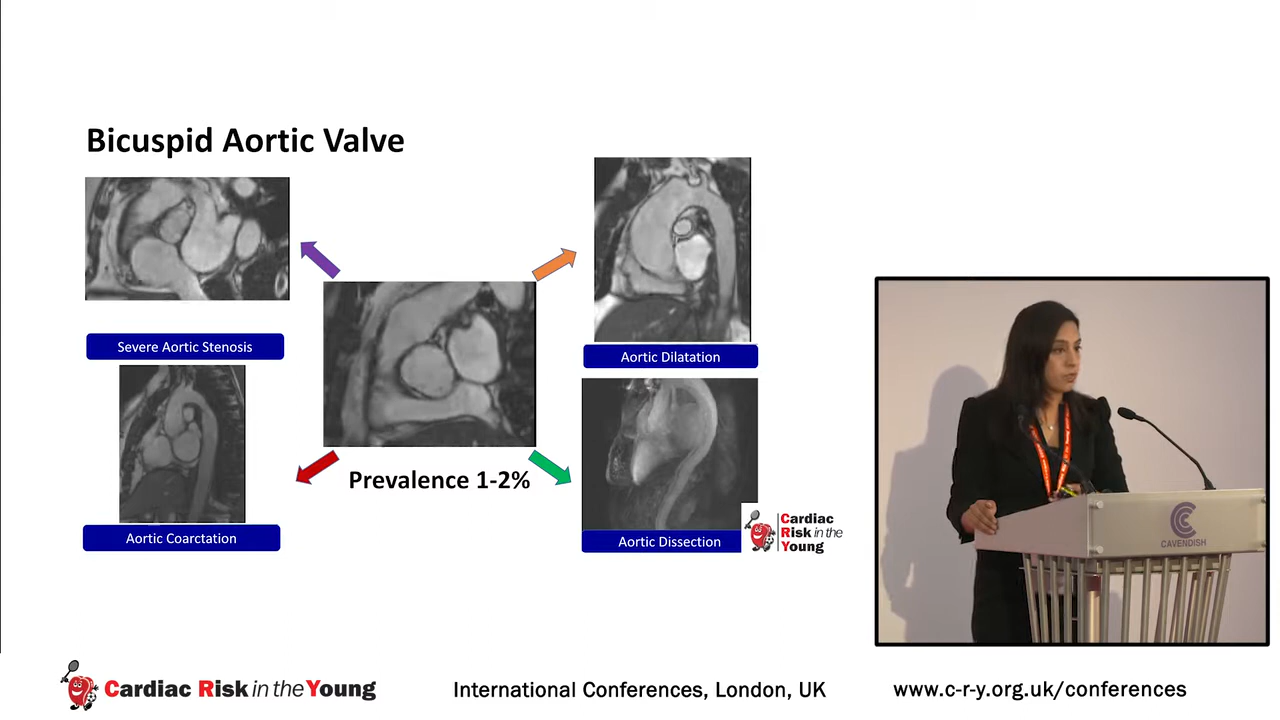 Bicuspid Aortic Valve
Severe Aortic Stenosis
Aortic Dilatation
Aortic Coarctation
Prevalence 1-2%
Aortic Dissection
Cardiac
Risk in the
Young
CAVENDISH
Cardiac Risk in the Young
International Conferences, London, UK
www.c-r-y.org.uk/conferences